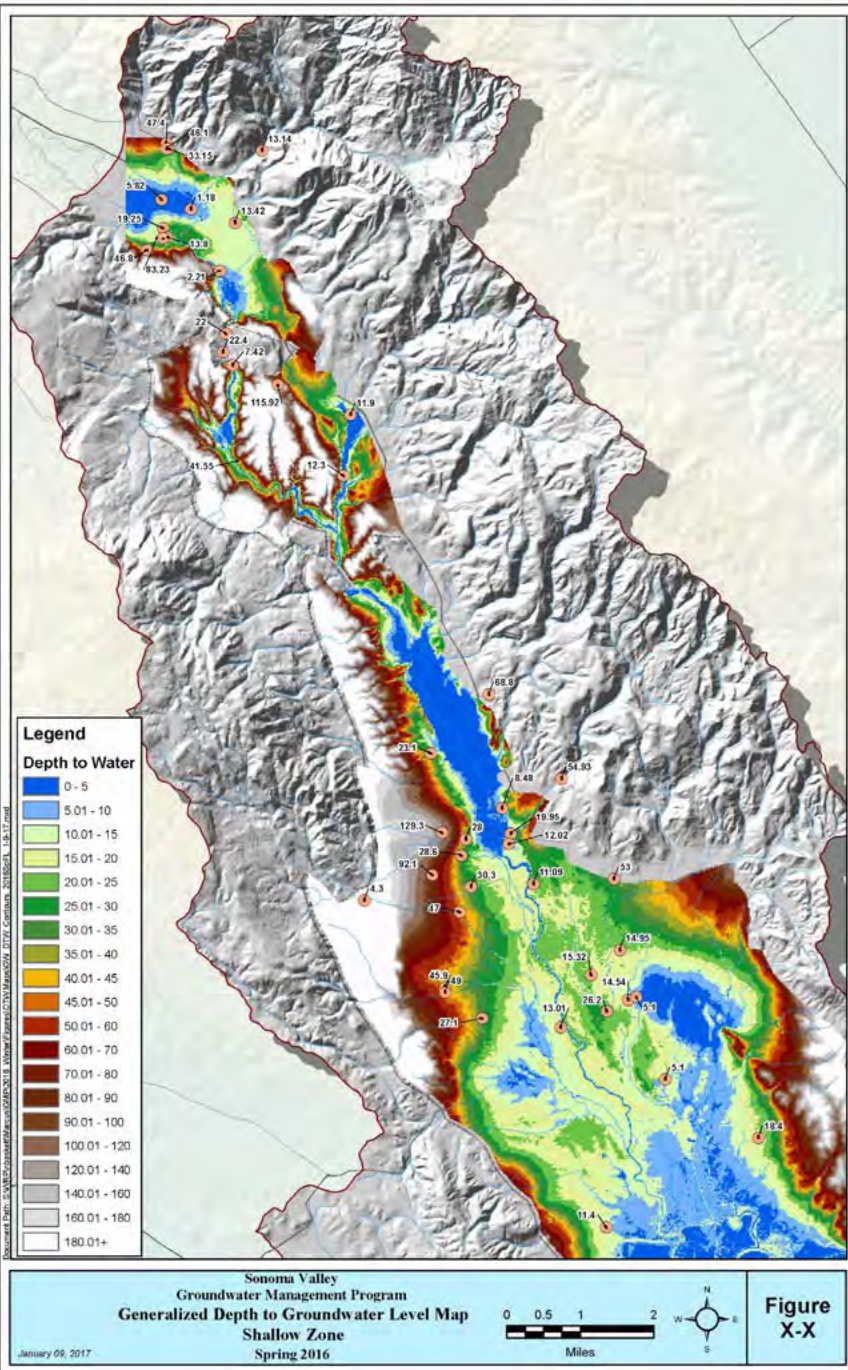 47.4
46.1
33.15
13.14
5.82
1.18
19.25
13.42
13.8
46.8
83.23
2.21
22
22.4
7.42
115.92
11.9
41.55
12.3
68.8
23.1
54.93
8.48
129.3
28
19.95
12.02
28.6
92.1
11.09
53
30.3
4.3
47
14.95
15.32
45.9
49
14.54
5.1
26.2
27.1
13.01
5.1
18.4
11.4
Legend
Depth to Water
0 - 5
5.01 - 10
10.01 - 15
15.01 - 20
20.01 - 25
25.01 - 30
30.01 - 35
35.01 - 40
40.01 - 45
45.01 - 50
50.01 - 60
60.01 - 70
70.01 - 80
80.01 - 90
90.01 - 100
100.01 - 120
120.01 - 140
140.01 - 160
160.01 - 180
180.01+
Document Path:
Sonoma Valley
Groundwater Management Program
Generalized Depth to Groundwater Level Map
Shallow Zone
Spring 2016
January 09, 2017
0 0.5 1 2
Miles
N
W E
S
Figure
X-X